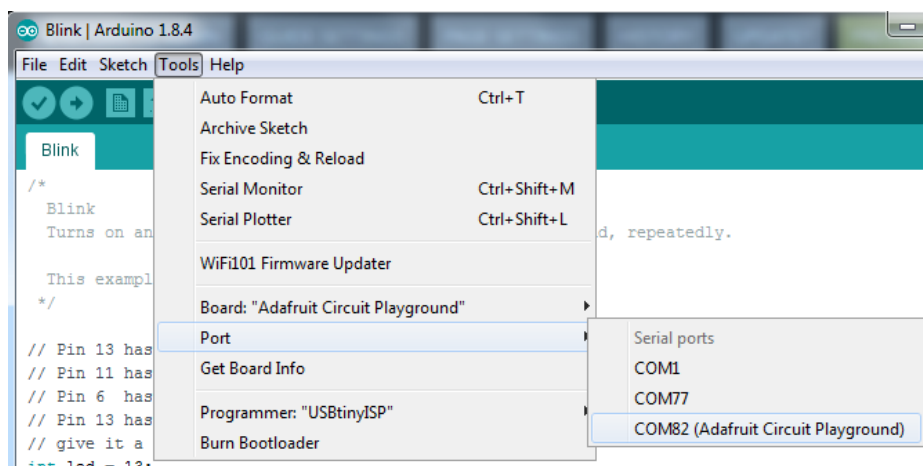 Blink | Arduino 1.8.4
File Edit Sketch Tools Help
Blink
Auto Format Ctrl+T
Archive Sketch
Fix Encoding & Reload
Serial Monitor Ctrl+Shift+M
Serial Plotter Ctrl+Shift+L
WiFi101 Firmware Updater
Board: "Adafruit Circuit Playground"
Port
Get Board Info
Programmer: "USBtinyISP"
Burn Bootloader
Serial ports
COM1
COM77
COM82 (Adafruit Circuit Playground)
/*
Blink
Turns on an d, repeatedly.
This exampl
*/
// Pin 13 has
// Pin 11 has
// Pin 6 has
// Pin 13 has
// give it a
int led = 13;